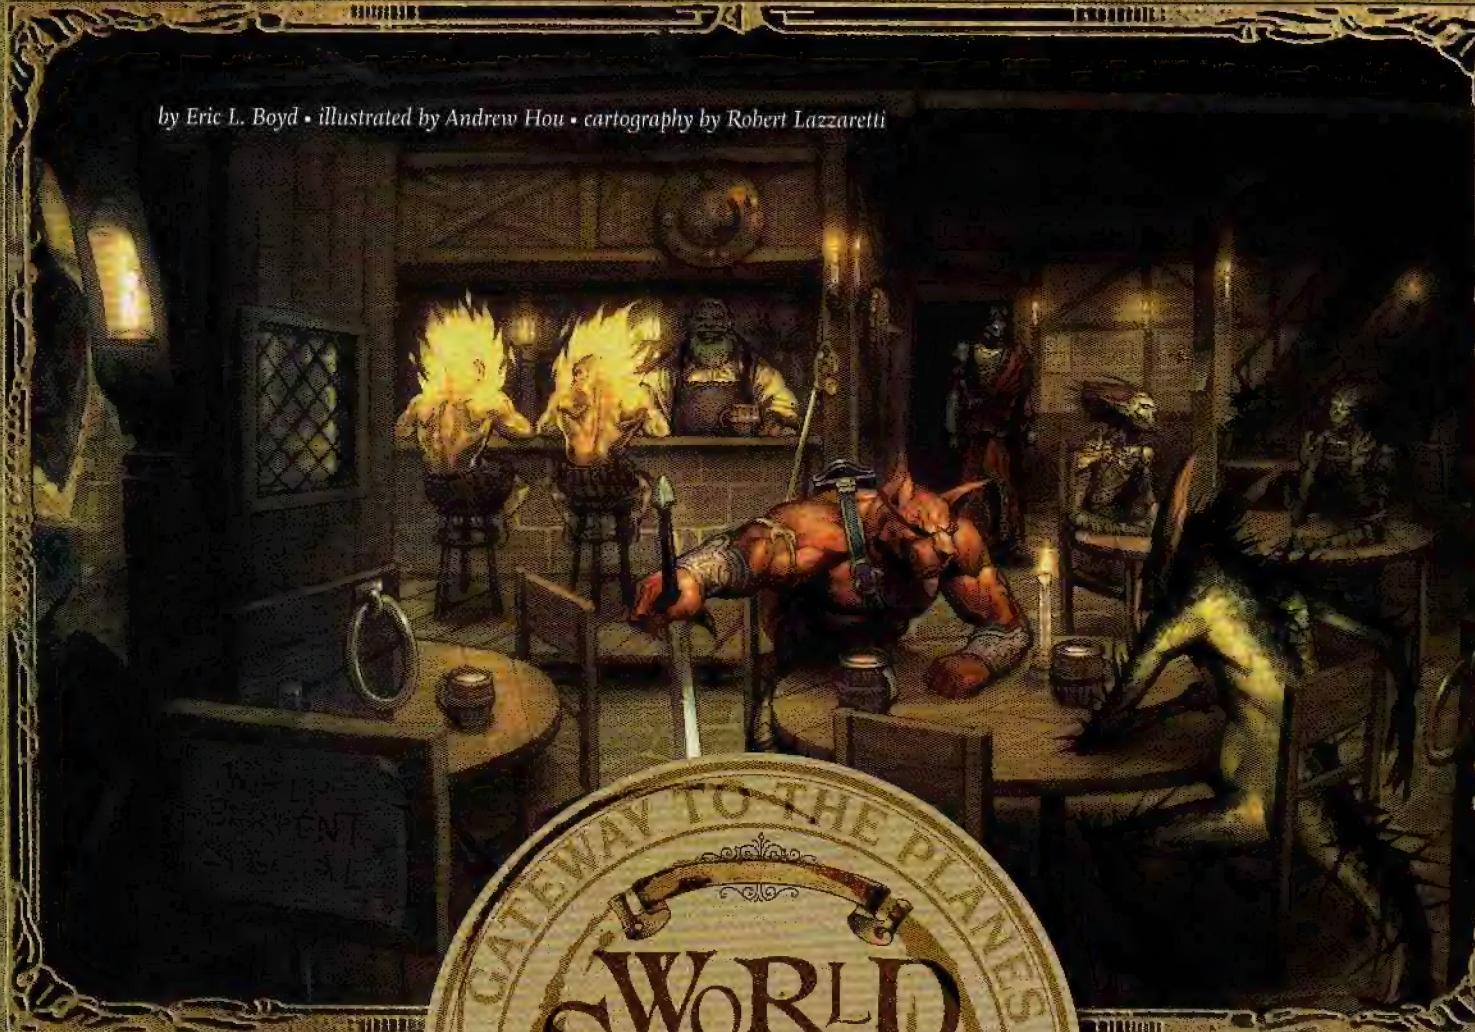 by Eric L. Boyd • illustrated by Andrew Hou • cartography by Robert Lazzaretti
GATEWAY TO THE PLANES
WORLD